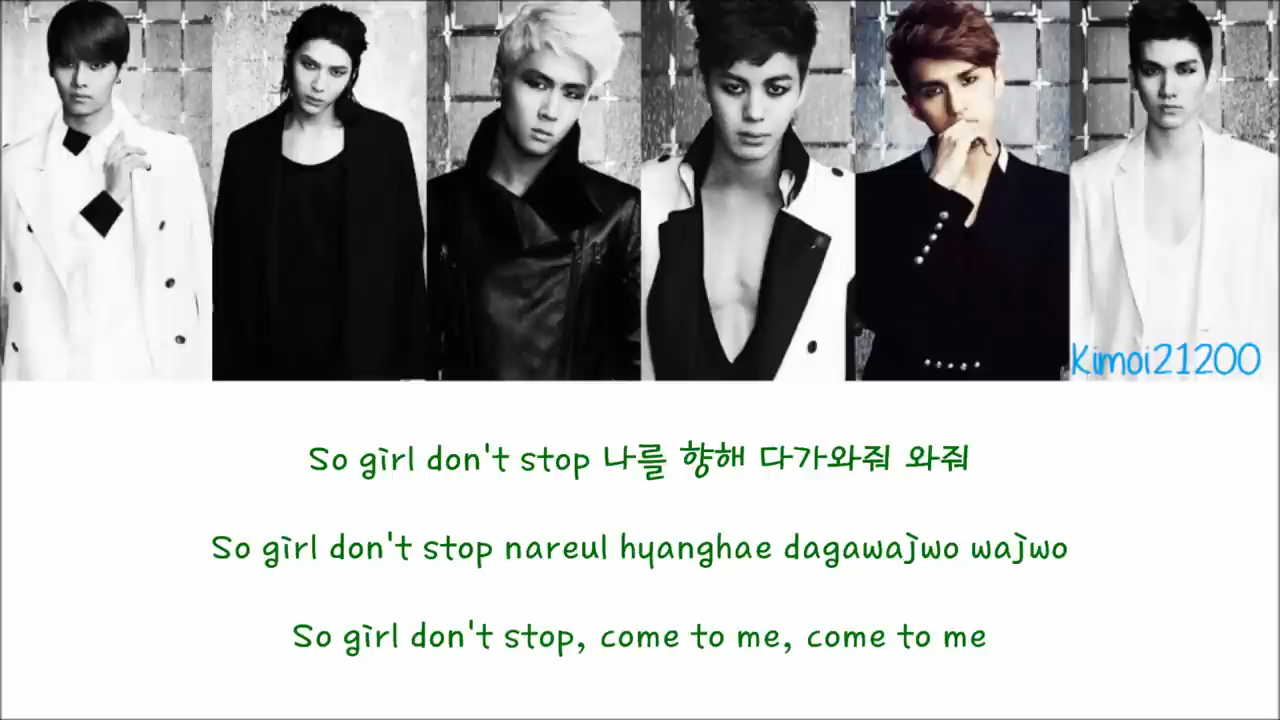 Kimoi21200
So girl don't stop 나를 향해 다가와줘 와줘
So girl don't stop nareul hyanghae dagawajwo wajwo
So girl don't stop, come to me, come to me